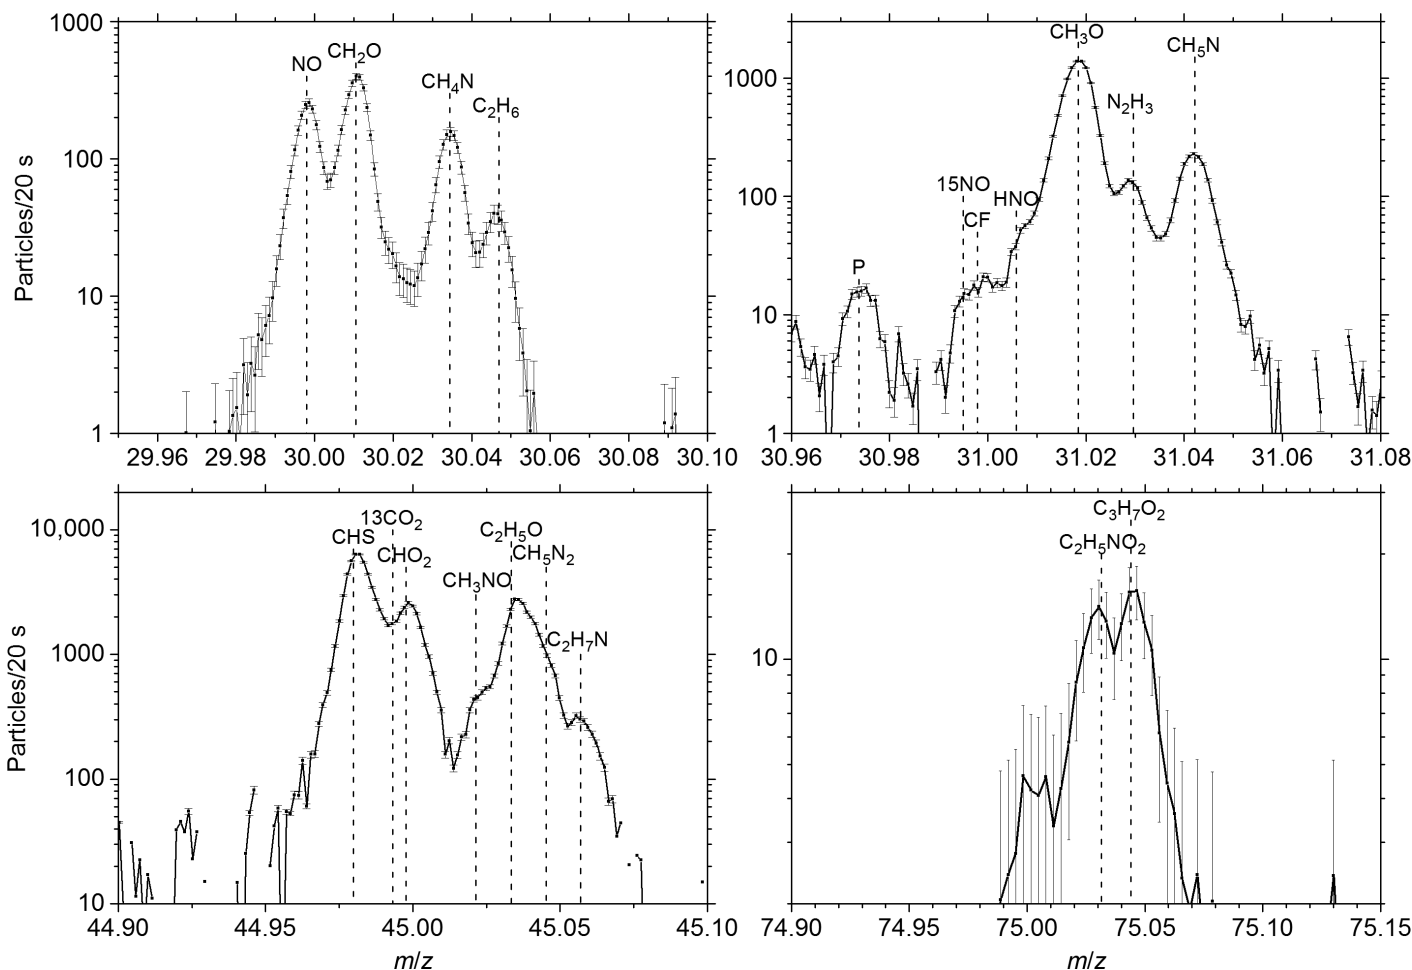 1000
100
10
1
Particles/20 s
NO
CH2O
CH4N
C2H6
29.96 29.98 30.00 30.02 30.04 30.06 30.08 30.10
1000
100
10
1
CH3O
CH5N
N2H3
15NO
CF
HNO
P
30.96 30.98 31.00 31.02 31.04 31.06 31.08
10,000
1000
100
10
Particles/20 s
13CO2
CHS
CHO2
C2H5O
CH5N2
CH3NO
C2H7N
44.90 44.95 45.00 45.05 45.10
m/z
10
C3H7O2
C2H5NO2
74.90 74.95 75.00 75.05 75.10 75.15
m/z